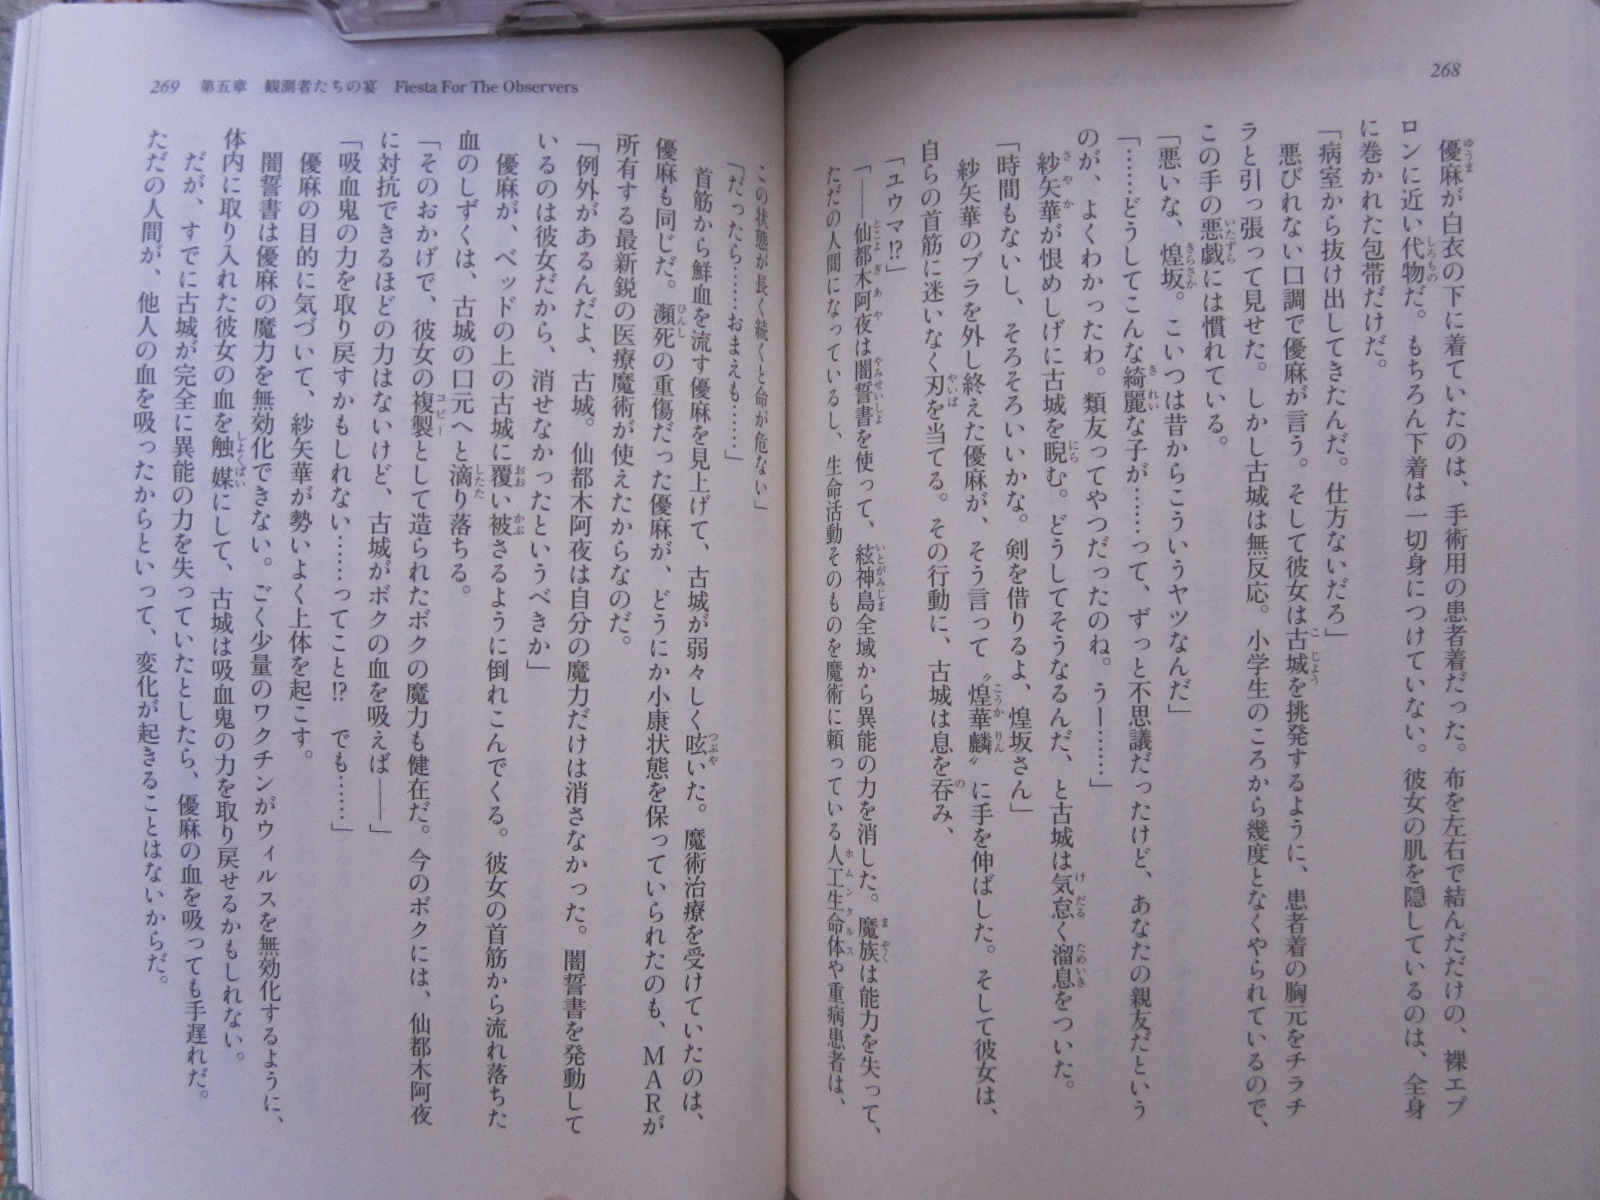 268
優麻が白衣の下に着ていたのは、手術用の患者着だった。布を左右で結んだだけの、裸エプ
ロンに近い代物だ。もちろん下着は一切身につけていない。彼女の肌を隠しているのは、全身
に巻かれた包帯だけだ。
「病室から抜け出してきたんだ。仕方ないだろ」
悪びれない口調で優麻が言う。そして彼女は古城を挑発するように、患者着の胸元をチラチ
ラと引っ張って見せた。しかし古城は無反応。小学生のころから幾度となくやられているので、
この手の悪戯には慣れている。
「悪いな、煌坂。こいつは昔からこういうヤツなんだ」
「……どうしてこんな綺麗な子が……って、ずっと不思議だったけど、あなたの親友だという
のが、よくわかったわ。類友ってやつだったのね。うー……」
紗矢華が恨めしげに古城を睨む。どうしてそうなるんだ、と古城は気怠く溜息をついた。
「時間もないし、そろそろいいかな。剣を借りるよ、煌坂さん」
紗矢華のブラを外し終えた優麻が、そう言って〝煌華麟〟に手を伸ばした。そして彼女は、
自らの首筋に迷いなく刃を当てる。その行動に、古城は息を呑み、
「ユウマ!?」
「――仙都木阿夜は闇誓書を使って、絃神島全域から異能の力を消した。魔族は能力を失って、
ただの人間になっているし、生命活動そのものを魔術に頼っている人工生命体や重病患者は、
269 第五章 観測者たちの宴 Fiesta For The Observers
この状態が長く続くと命が危ない」
「だったら……おまえも……」
首筋から鮮血を流す優麻を見上げて、古城が弱々しく呟いた。魔術治療を受けていたのは、
優麻も同じだ。瀕死の重傷だった優麻が、どうにか小康状態を保っていられたのも、MARが
所有する最新鋭の医療魔術が使えたからなのだ。
「例外があるんだよ、古城。仙都木阿夜は自分の魔力だけは消さなかった。闇誓書を発動して
いるのは彼女だから、消せなかったというべきか」
優麻が、ベッドの上の古城に覆い被さるように倒れこんでくる。彼女の首筋から流れ落ちた
血のしずくは、古城の口元へと滴り落ちる。
「そのおかげで、彼女の複製として造られたボクの魔力も健在だ。今のボクには、仙都木阿夜
に対抗できるほどの力はないけど、古城がボクの血を吸えば――」
「吸血鬼の力を取り戻すかもしれない……ってこと!? でも……」
優麻の目的に気づいて、紗矢華が勢いよく上体を起こす。
闇誓書は優麻の魔力を無効化できない。ごく少量のワクチンがウィルスを無効化するように、
体内に取り入れた彼女の血を触媒にして、古城は吸血鬼の力を取り戻せるかもしれない。
だが、すでに古城が完全に異能の力を失っていたとしたら、優麻の血を吸っても手遅れだ。
ただの人間が、他人の血を吸ったからといって、変化が起きることはないからだ。